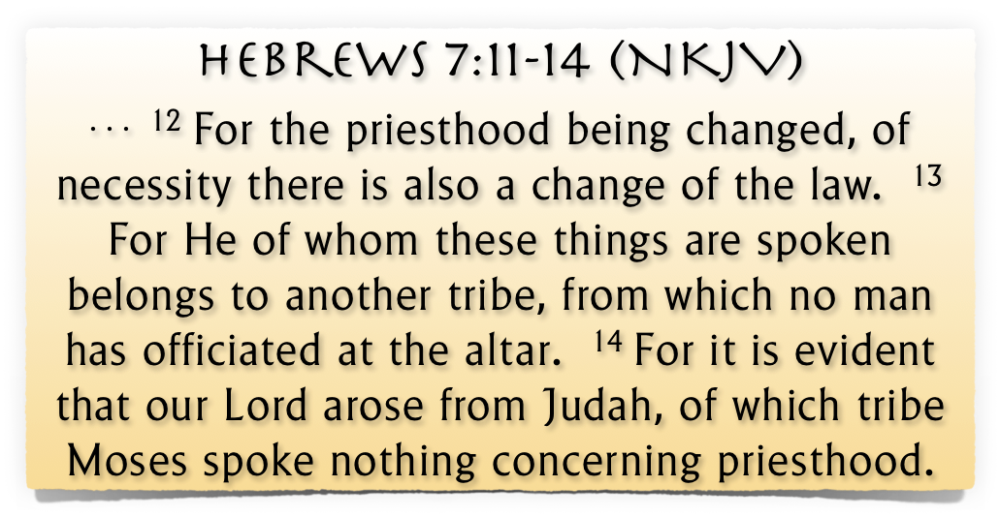 HEBREWS 7:11-14 (NKJV)
... 12 For the priesthood being changed, of
necessity there is also a change of the law. 13
For He of whom these things are spoken
belongs to another tribe, from which no man
has officiated at the altar. 14 For it is evident
that our Lord arose from Judah, of which tribe
Moses spoke nothing concerning priesthood.